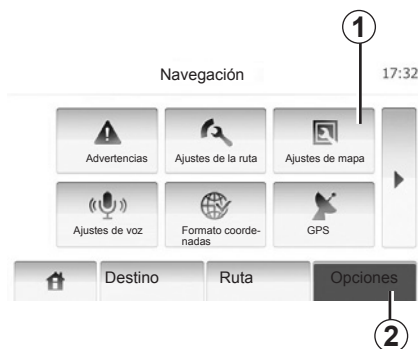 1
Navegación 17:32
Advertencias Ajustes de la ruta Ajustes de mapa
Ajustes de voz Formato coorde-
nadas GPS
Destino Ruta Opciones
2